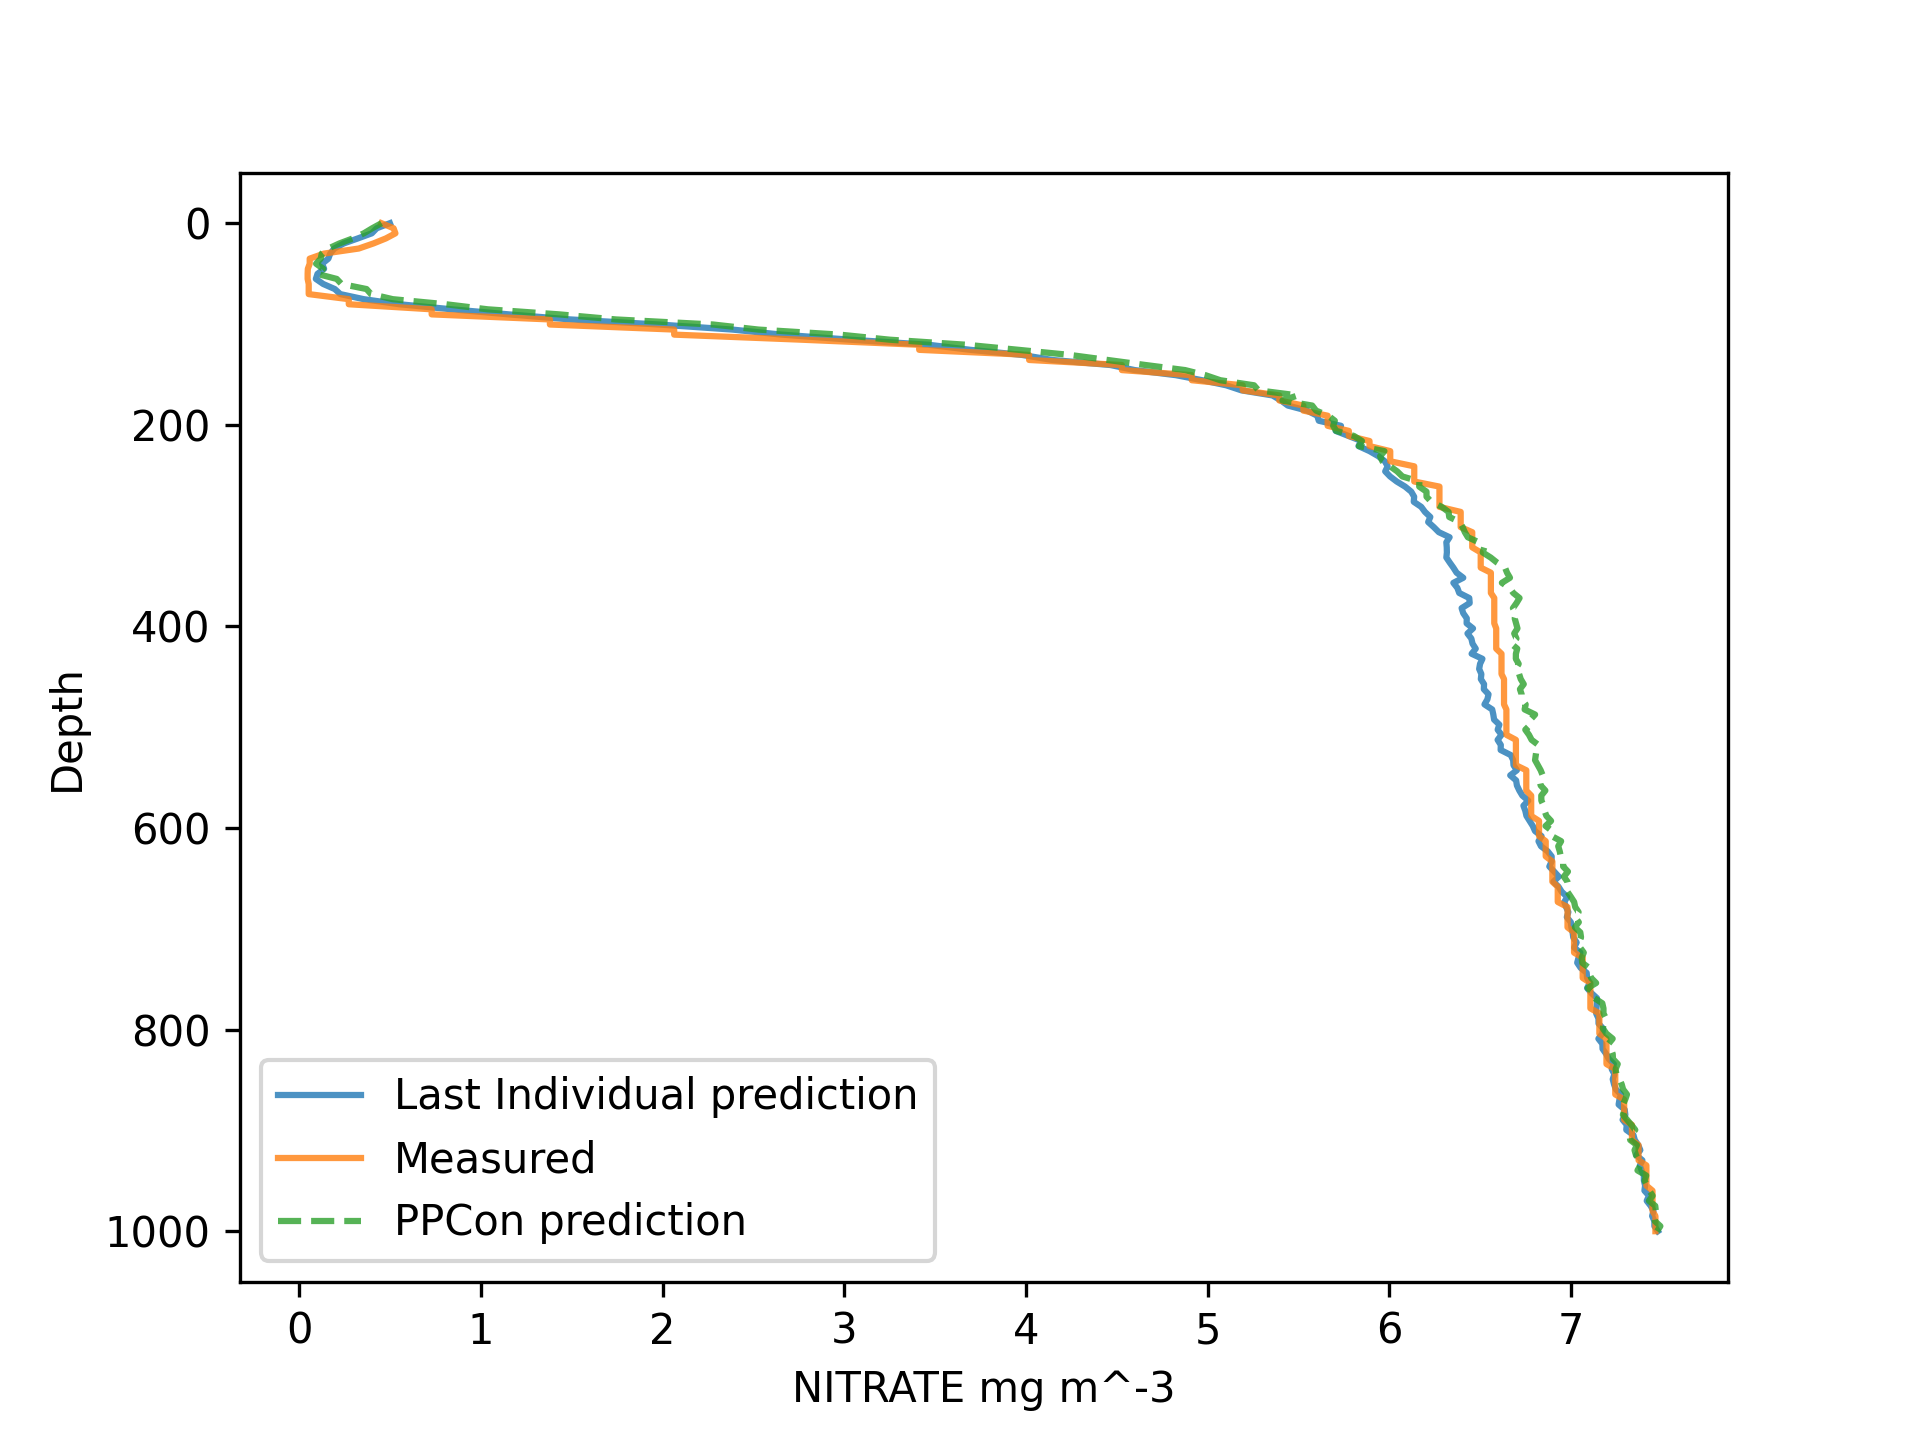 0
200
400
600
800
1000
Depth
Last Individual prediction
Measured
PPCon prediction
0 1 2 3 4 5 6 7
NITRATE mg m^-3